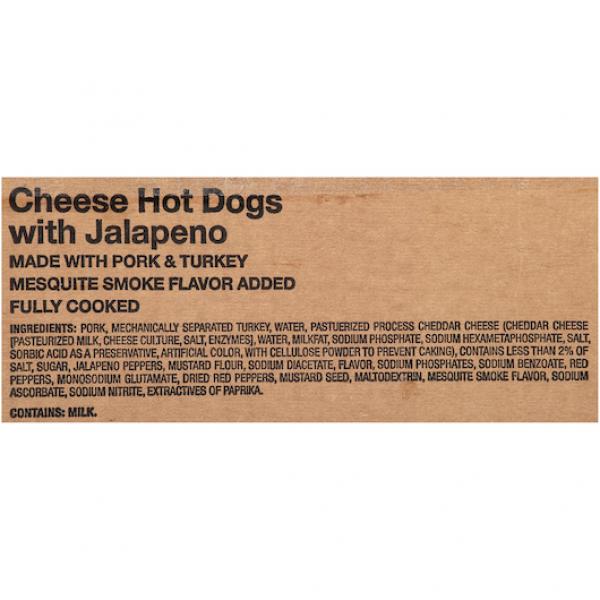 Cheese Hot Dogs
with Jalapeno
MADE WITH PORK & TURKEY
MESQUITE SMOKE FLAVOR ADDED
FULLY COOKED
INGREDIENTS: PORK, MECHANICALLY SEPARATED TURKEY, WATER, PASTUERIZED PROCESS CHEDDAR CHEESE (CHEDDAR CHEESE
[PASTEURIZED MILK, CHEESE CULTURE, SALT, ENZYMES], WATER, MILKFAT, SODIUM PHOSPHATE, SODIUM HEXAMETAPHOSPHATE, SALT,
SORBIC ACID AS A PRESERVATIVE, ARTIFICIAL COLOR, WITH CELLULOSE POWDER TO PREVENT CAKING), CONTAINS LESS THAN 2% OF
SALT, SUGAR, JALAPENO PEPPERS, MUSTARD FLOUR, SODIUM DIACETATE, FLAVOR, SODIUM PHOSPHATES, SODIUM BENZOATE, RED
PEPPERS, MONOSODIUM GLUTAMATE, DRIED RED PEPPERS, MUSTARD SEED, MALTODEXTRIN, MESQUITE SMOKE FLAVOR, SODIUM
ASCORBATE, SODIUM NITRITE, EXTRACTIVES OF PAPRIKA.
CONTAINS: MILK.